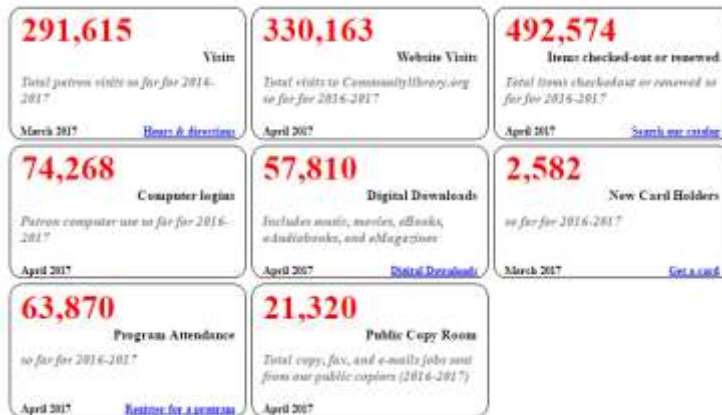 291,615
Visits
Total patron visits so far for 2016-
2017
March 2017 Hours & directions
330,163
Website Visits
Total visits to Communitylibrary.org
so far for 2016-2017
April 2017
492,574
Items checked-out or renewed
Total items checkedout or renewed so
far for 2016-2017
April 2017 Search our catalog
74,268
Computer logins
Patron computer use so far for 2016-
2017
April 2017
57,810
Digital Downloads
Includes music, movies, eBooks,
eAudiobooks, and eMagazines
April 2017 Digital Downloads
2,582
New Card Holders
so far for 2016-2017
March 2017 Get a card
63,870
Program Attendance
so far for 2016-2017
April 2017 Register for a program
21,320
Public Copy Room
Total copy, fax, and e-mails jobs sent
from our public copiers (2016-2017)
April 2017